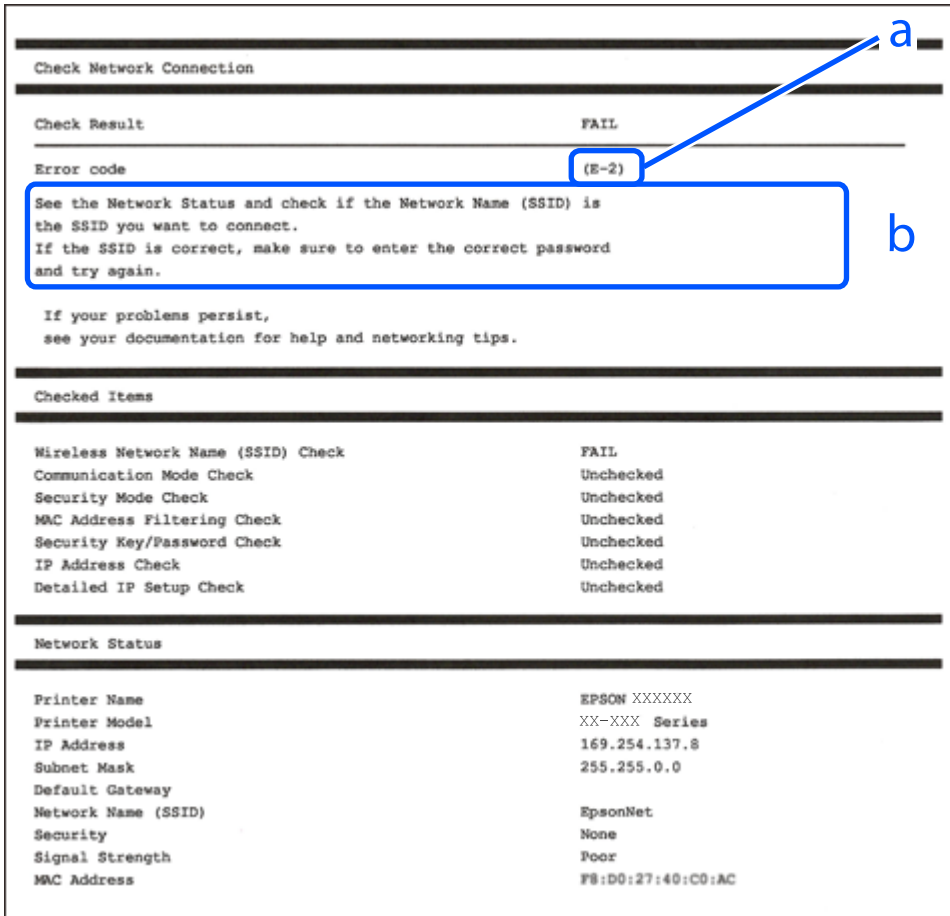 a
Check Network Connection
Check Result FAIL
Error code (E-2)
See the Network Status and check if the Network Name (SSID) is
the SSID you want to connect.
If the SSID is correct, make sure to enter the correct password
and try again.
b
If your problems persist,
see your documentation for help and networking tips.
Checked Items
Wireless Network Name (SSID) Check FAIL
Communication Mode Check Unchecked
Security Mode Check Unchecked
MAC Address Filtering Check Unchecked
Security Key/Password Check Unchecked
IP Address Check Unchecked
Detailed IP Setup Check Unchecked
Network Status
Printer Name EPSON XXXXXX
Printer Model XX-XXX Series
IP Address 169.254.137.8
Subnet Mask 255.255.0.0
Default Gateway
Network Name (SSID) EpsonNet
Security None
Signal Strength Poor
MAC Address F8:D0:27:40:C0:AC